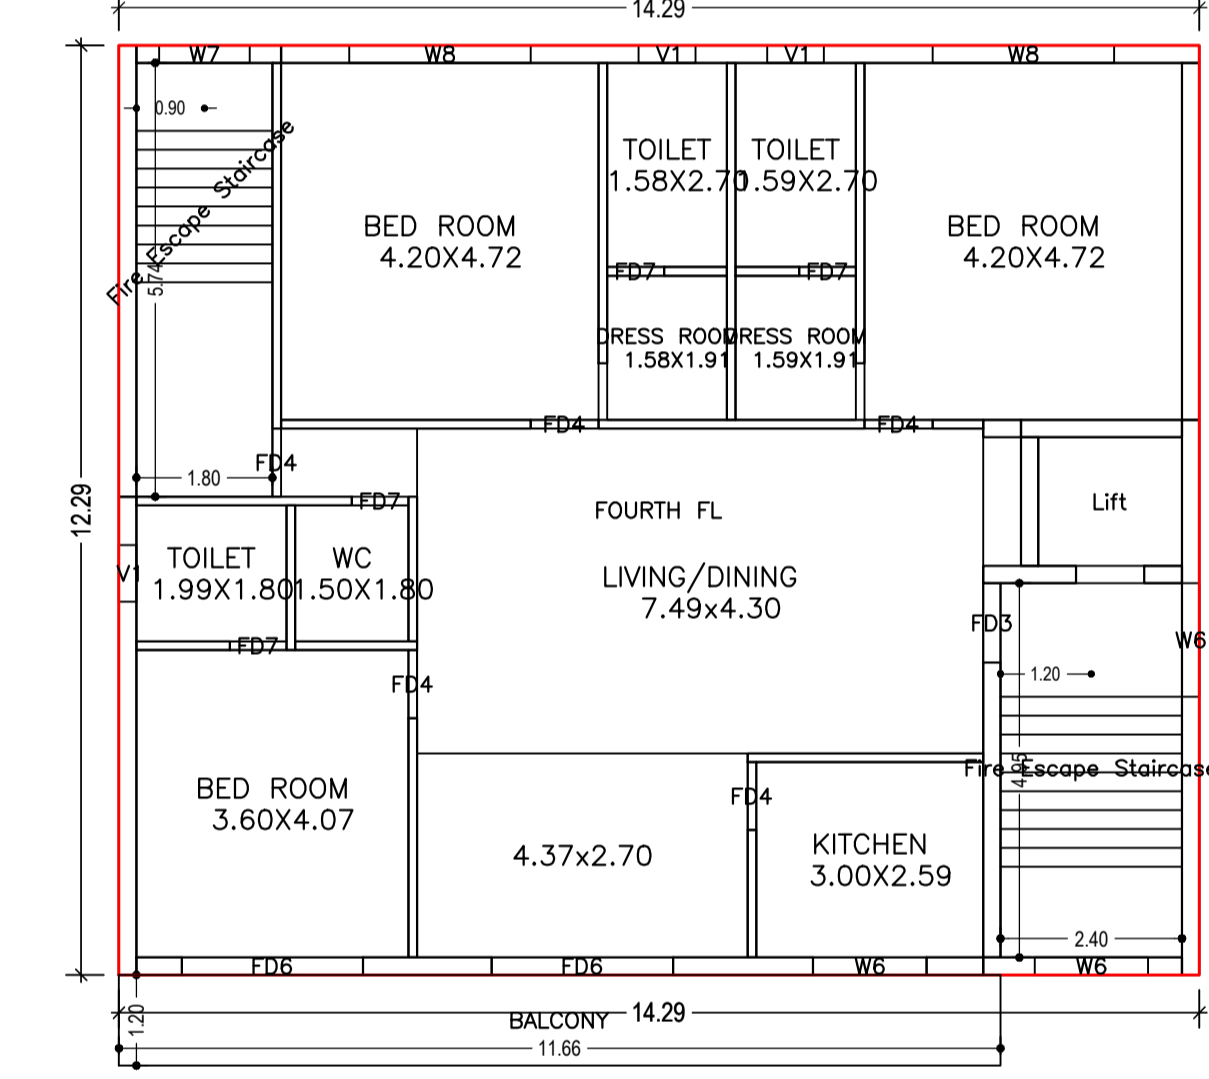 14.29
W7
W8
V1
V1
W8
0.90
Fire Escape Staircase
5.74
BED ROOM
4.20X4.72
TOILET
1.58X2.70
TOILET
1.59X2.70
BED ROOM
4.20X4.72
FD7
FD7
DRESS ROOM
1.58X1.91
DRESS ROOM
1.59X1.91
FD4
FD4
FD4
1.80
12.29
FD7
FOURTH FL
Lift
TOILET
1.99X1.80
WC
1.50X1.80
V1
LIVING/DINING
7.49x4.30
FD3
W6
FD7
FD4
1.20
4.95
Fire Escape Staircase
BED ROOM
3.60X4.07
FD4
4.37x2.70
KITCHEN
3.00X2.59
2.40
FD6
FD6
W6
W6
1.20
BALCONY
14.29
11.66